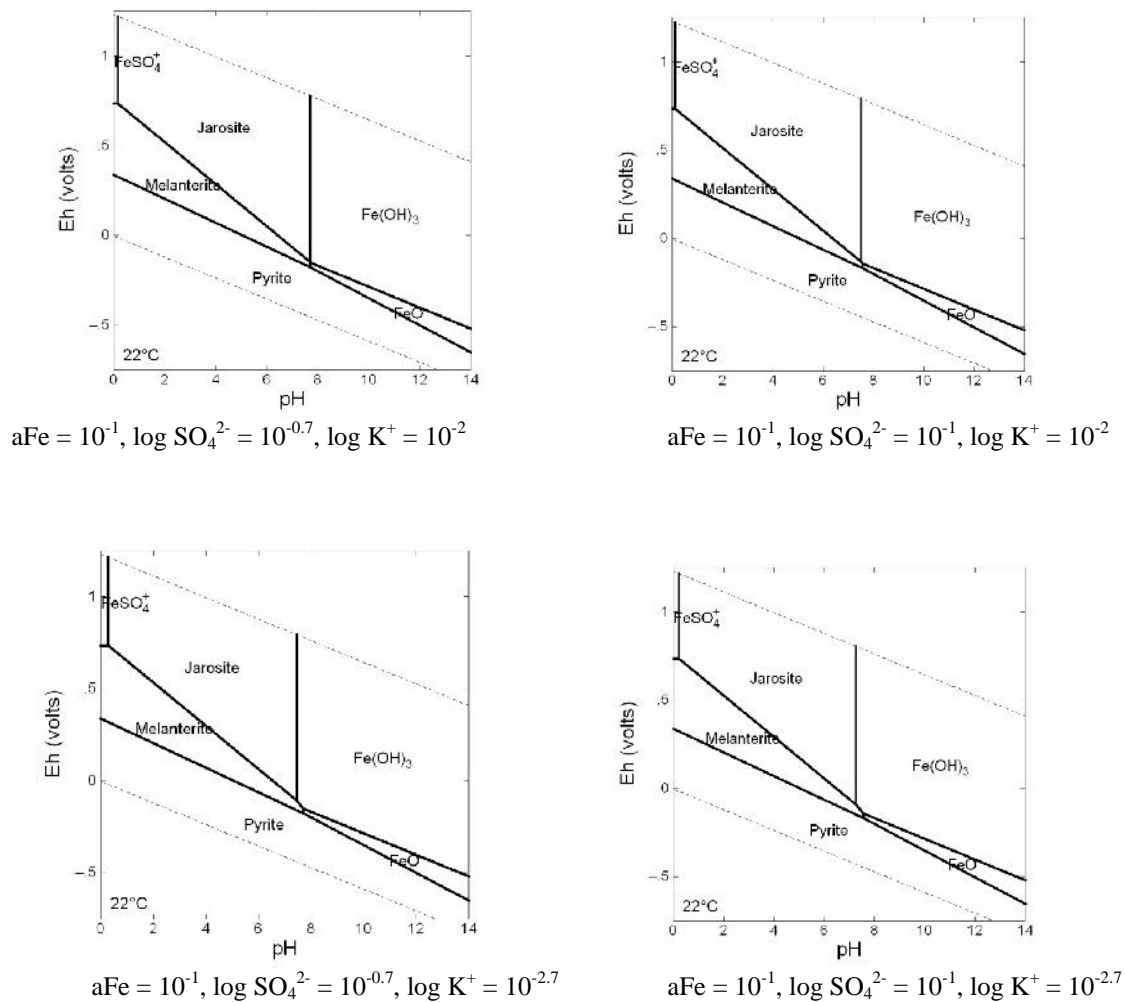 1
.5
0
-.5
Eh (volts)
FeSO₄⁺
Jarosite
Melanterite
Fe(OH)₃
Pyrite
FeO
22°C
0 2 4 6 8 10 12 14
pH
aFe = 10⁻¹, log SO₄²⁻ = 10⁻⁰·⁷, log K⁺ = 10⁻²
1
.5
0
-.5
Eh (volts)
FeSO₄⁺
Jarosite
Melanterite
Fe(OH)₃
Pyrite
FeO
22°C
0 2 4 6 8 10 12 14
pH
aFe = 10⁻¹, log SO₄²⁻ = 10⁻¹, log K⁺ = 10⁻²
1
.5
0
-.5
Eh (volts)
FeSO₄⁺
Jarosite
Melanterite
Fe(OH)₃
Pyrite
FeO
22°C
0 2 4 6 8 10 12 14
pH
aFe = 10⁻¹, log SO₄²⁻ = 10⁻⁰·⁷, log K⁺ = 10⁻²·⁷
1
.5
0
-.5
Eh (volts)
FeSO₄⁺
Jarosite
Melanterite
Fe(OH)₃
Pyrite
FeO
22°C
0 2 4 6 8 10 12 14
pH
aFe = 10⁻¹, log SO₄²⁻ = 10⁻¹, log K⁺ = 10⁻²·⁷